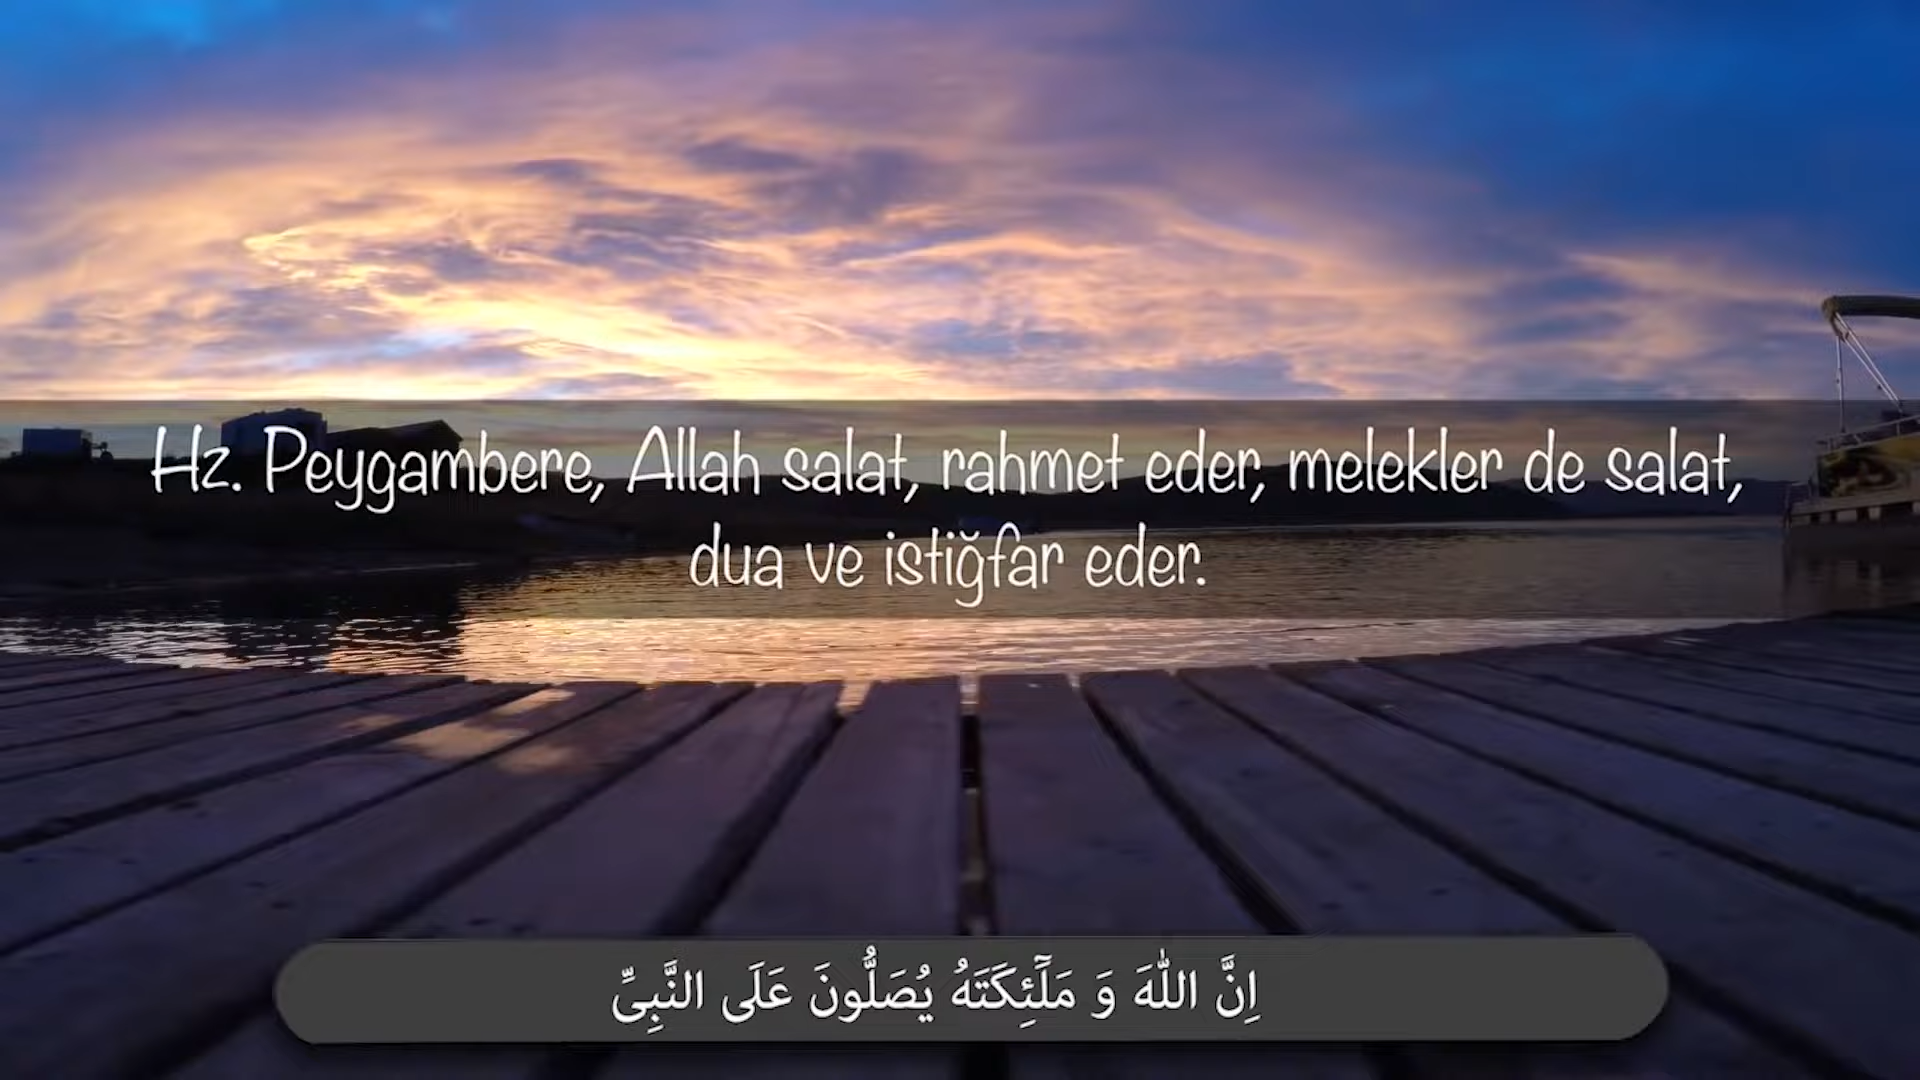 Hz. Peygambere, Allah salat, rahmet eder, melekler de salat,
dua ve istiğfar eder.
اِنَّ اللّٰهَ وَ مَلٰٓئِكَتَهُ يُصَلُّونَ عَلَى النَّبِىِّ